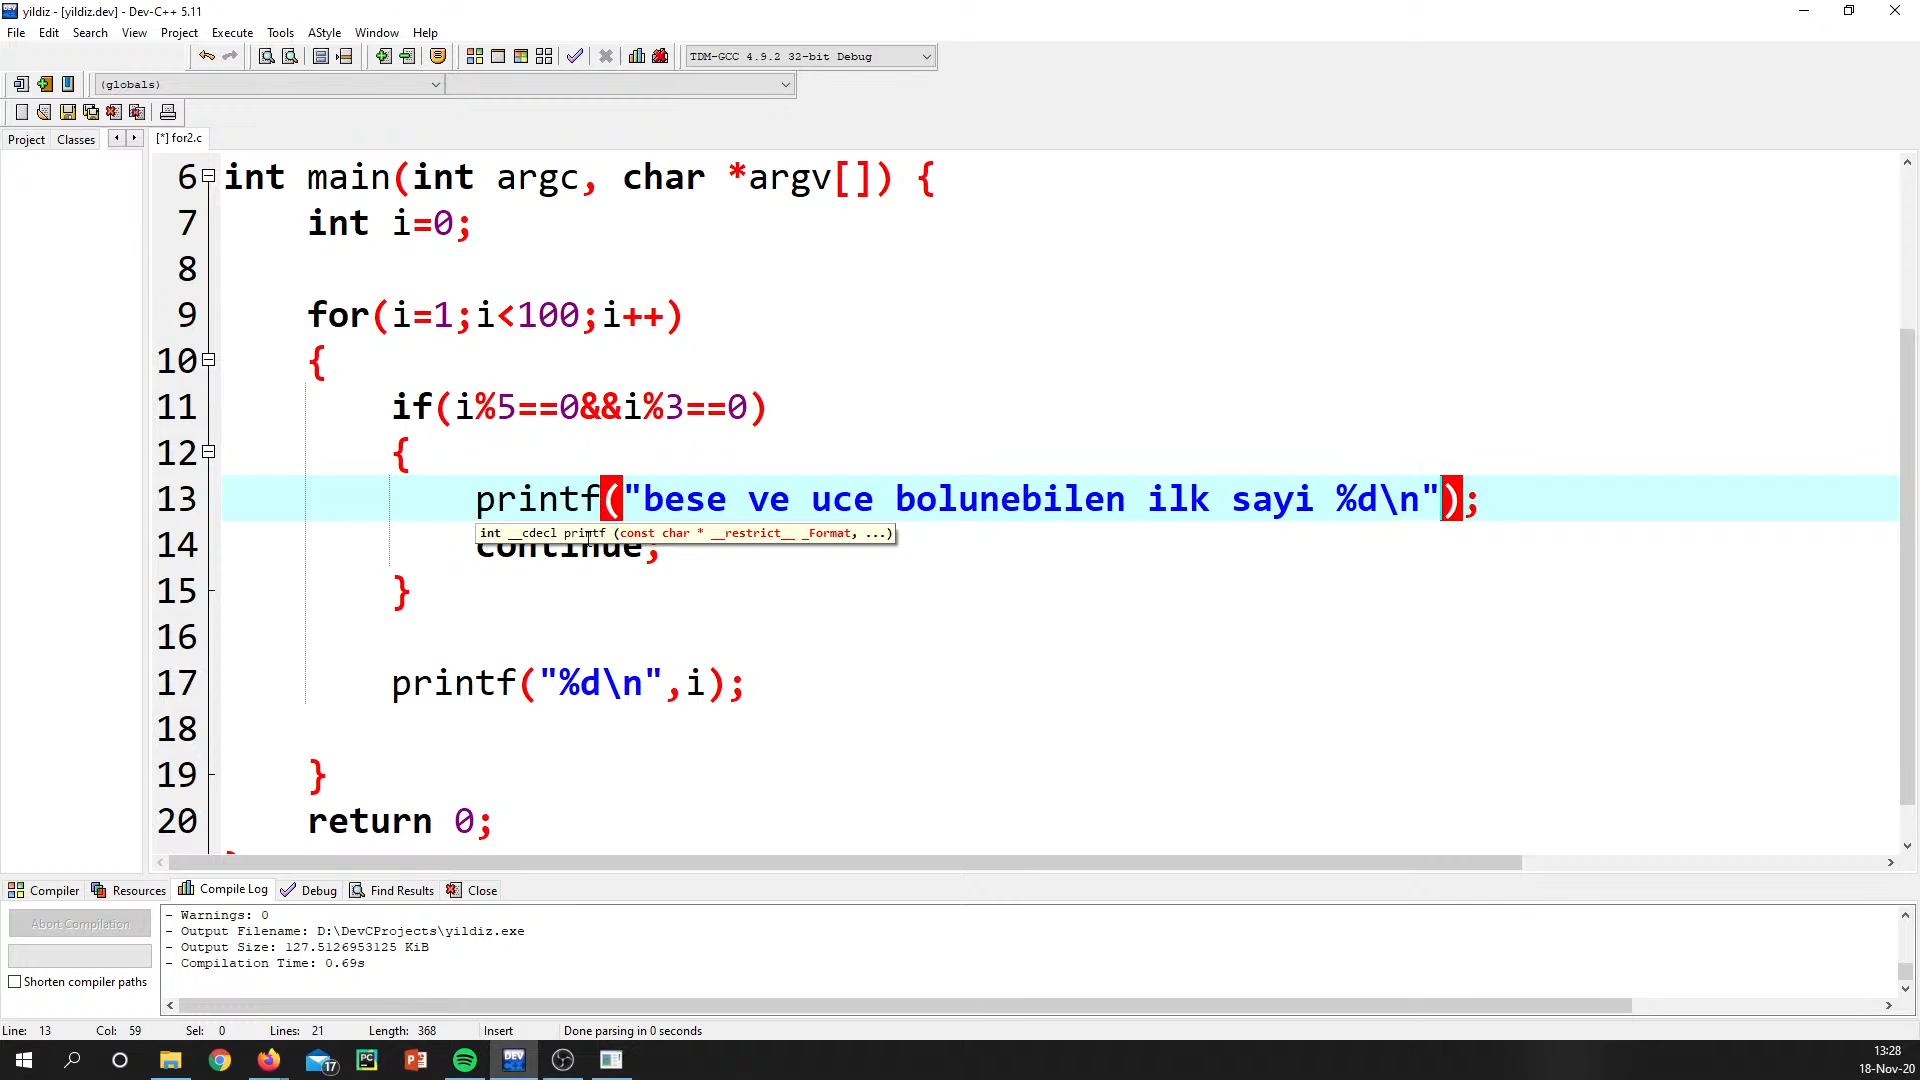 yildiz - [yildiz.dev] - Dev-C++ 5.11
File Edit Search View Project Execute Tools AStyle Window Help
TDM-GCC 4.9.2 32-bit Debug
(globals)
Project Classes [*] for2.c
6 int main(int argc, char *argv[]) {
7 int i=0;
8
9 for(i=1;i<100;i++)
10 {
11 if(i%5==0&&i%3==0)
12 {
13 printf("bese ve uce bolunebilen ilk sayi %d\n");
int __cdecl printf (const char * __restrict__ _Format, ...)
14 continue;
15 }
16
17 printf("%d\n",i);
18
19 }
20 return 0;
Compiler Resources Compile Log Debug Find Results Close
Abort Compilation
Shorten compiler paths
- Warnings: 0
- Output Filename: D:\DevCProjects\yildiz.exe
- Output Size: 127.5126953125 KiB
- Compilation Time: 0.69s
Line: 13 Col: 59 Sel: 0 Lines: 21 Length: 368 Insert Done parsing in 0 seconds
17 PC DEV C++
13:28
18-Nov-20